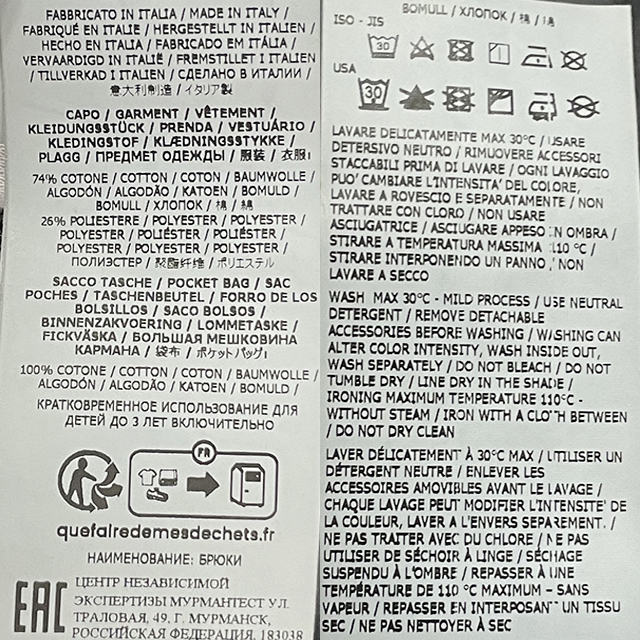 FABBRICATO IN ITALIA / MADE IN ITALY /
FABRIQUÉ EN ITALIE / HERGESTELLT IN ITALIEN /
HECHO EN ITALIA / FABRICADO EM ITÁLIA /
VERVAARDIGD IN ITALIË / FREMSTILLET I ITALIEN
/ TILLVERKAD I ITALIEN / СДЕЛАНО В ИТАЛИИ /
意大利制造 / イタリア製
CAPO / GARMENT / VÊTEMENT /
KLEIDUNGSSTÜCK / PRENDA / VESTUÁRIO /
KLEDINGSTOF / KLÆDNINGSSTYKKE /
PLAGG / ПРЕДМЕТ ОДЕЖДЫ / 服装 / 衣服
74% COTONE / COTTON / COTON / BAUMWOLLE /
ALGODÓN / ALGODÃO / KATOEN / BOMULD /
BOMULL / ХЛОПОК / 棉 / 綿
26% POLIESTERE / POLYESTER / POLYESTER /
POLYESTER / POLIÉSTER / POLIÉSTER /
POLYESTER / POLYESTER / POLYESTER /
ПОЛИЭСТЕР / 聚酯纤维 / ポリエステル
SACCO TASCHE / POCKET BAG / SAC
POCHES / TASCHENBEUTEL / FORRO DE LOS
BOLSILLOS / SACO BOLSOS /
BINNENZAKVOERING / LOMMETASKE /
FICKVÄSKA / БОЛЬШАЯ МЕШКОВИНА
КАРМАНА / 袋布 / ポケットバッグ
100% COTONE / COTTON / COTON / BAUMWOLLE /
ALGODÓN / ALGODÃO / KATOEN / BOMULD /
КРАТКОВРЕМЕННОЕ ИСПОЛЬЗОВАНИЕ ДЛЯ
ДЕТЕЙ ДО 3 ЛЕТ ВКЛЮЧИТЕЛЬНО
FR
quefairedemesdechets.fr
НАИМЕНОВАНИЕ: БРЮКИ
EAC
ЦЕНТР НЕЗАВИСИМОЙ
ЭКСПЕРТИЗЫ МУРМАНТЕСТ УЛ.
ТРАЛОВАЯ, 49, Г. МУРМАНСК,
РОССИЙСКАЯ ФЕДЕРАЦИЯ, 183038
BOMULL / ХЛОПОК / 棉 / 綿
ISO - JIS
30
USA
30
LAVARE DELICATAMENTE MAX 30°C / USARE
DETERSIVO NEUTRO / RIMUOVERE ACCESSORI
STACCABILI PRIMA DI LAVARE / OGNI LAVAGGIO
PUO' CAMBIARE L'INTENSITA' DEL COLORE,
LAVARE A ROVESCIO E SEPARATAMENTE / NON
TRATTARE CON CLORO / NON USARE
ASCIUGATRICE / ASCIUGARE APPESO IN OMBRA /
STIRARE A TEMPERATURA MASSIMA 110 °C /
STIRARE INTERPONENDO UN PANNO / NON
LAVARE A SECCO
WASH MAX 30°C - MILD PROCESS / USE NEUTRAL
DETERGENT / REMOVE DETACHABLE
ACCESSORIES BEFORE WASHING / WASHING CAN
ALTER COLOR INTENSITY, WASH INSIDE OUT,
WASH SEPARATELY / DO NOT BLEACH / DO NOT
TUMBLE DRY / LINE DRY IN THE SHADE /
IRONING MAXIMUM TEMPERATURE 110°C -
WITHOUT STEAM / IRON WITH A CLOTH BETWEEN
/ DO NOT DRY CLEAN
LAVER DÉLICATEMENT À 30°C MAX / UTILISER UN
DÉTERGENT NEUTRE / ENLEVER LES
ACCESSOIRES AMOVIBLES AVANT LE LAVAGE /
CHAQUE LAVAGE PEUT MODIFIER L'INTENSITE' DE
LA COULEUR, LAVER A L'ENVERS SEPAREMENT. /
NE PAS TRAITER AVEC DU CHLORE / NE PAS
UTILISER DE SÉCHOIR À LINGE / SÉCHAGE
SUSPENDU À L'OMBRE / REPASSER À UNE
TEMPÉRATURE DE 110 °C MAXIMUM – SANS
VAPEUR / REPASSER EN INTERPOSANT UN TISSU
SEC / NE PAS NETTOYER À SEC